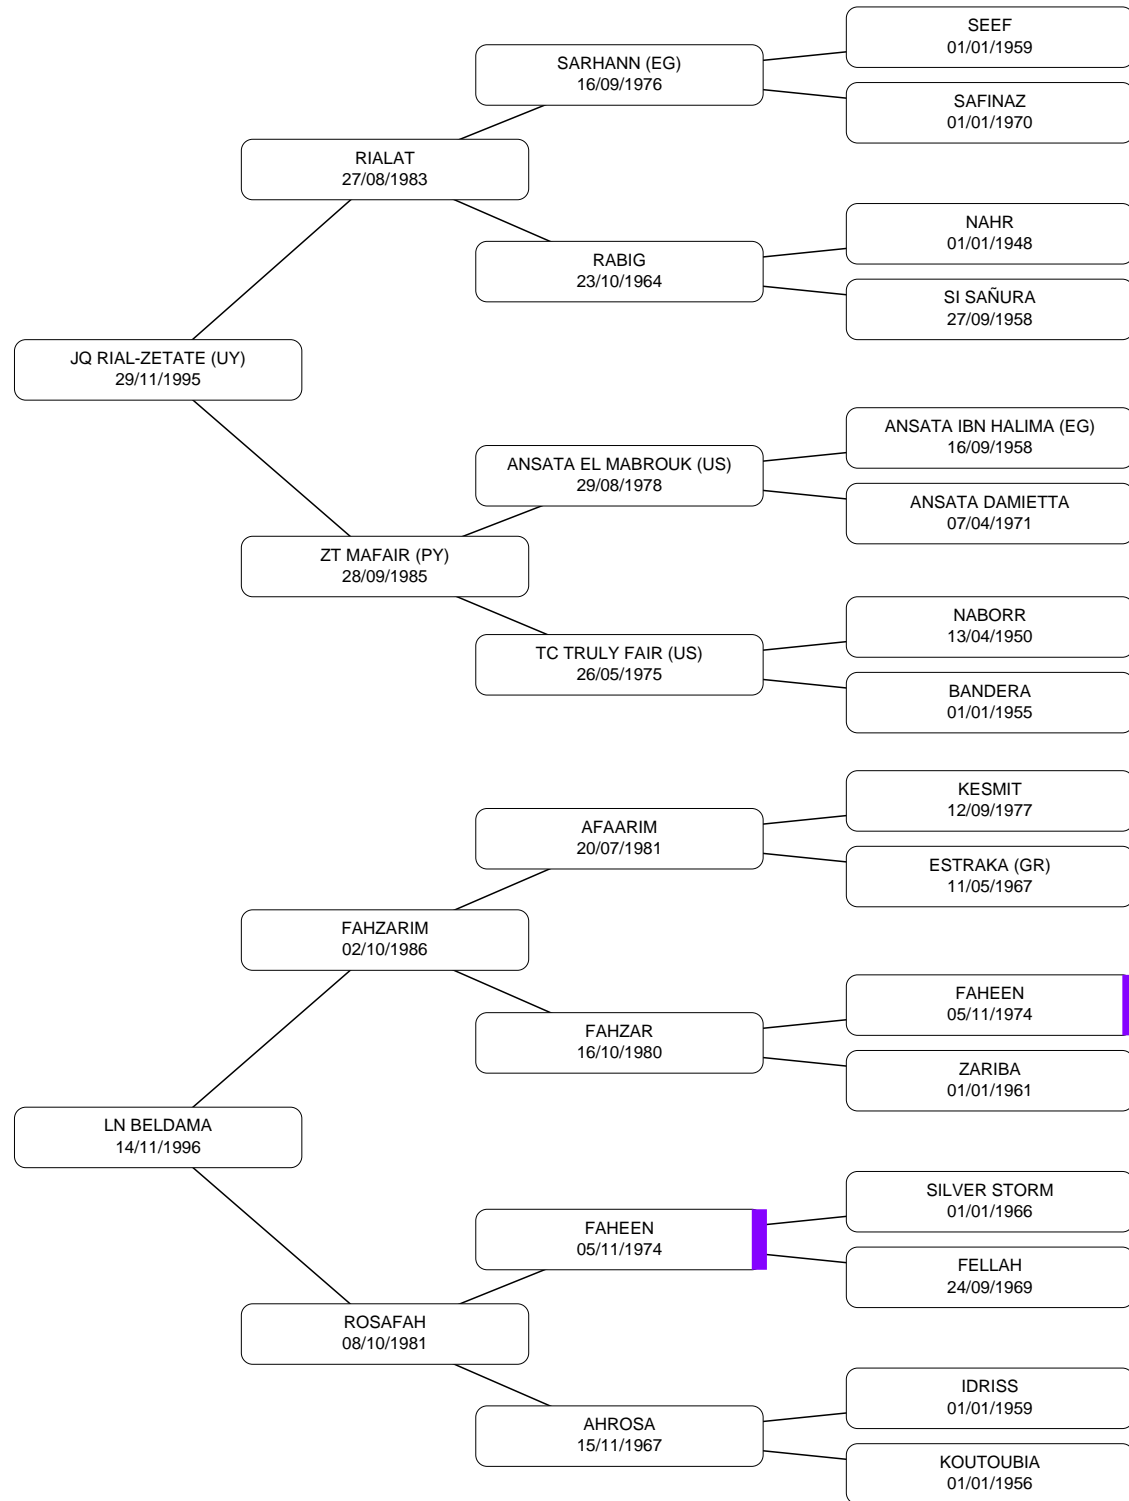 SEEF
01/01/1959
SARHANN (EG)
16/09/1976
SAFINAZ
01/01/1970
RIALAT
27/08/1983
NAHR
01/01/1948
RABIG
23/10/1964
SI SAÑURA
27/09/1958
JQ RIAL-ZETATE (UY)
29/11/1995
ANSATA IBN HALIMA (EG)
16/09/1958
ANSATA EL MABROUK (US)
29/08/1978
ANSATA DAMIETTA
07/04/1971
ZT MAFAIR (PY)
28/09/1985
NABORR
13/04/1950
TC TRULY FAIR (US)
26/05/1975
BANDERA
01/01/1955
KESMIT
12/09/1977
AFAARIM
20/07/1981
ESTRAKA (GR)
11/05/1967
FAHZARIM
02/10/1986
FAHEEN
05/11/1974
FAHZAR
16/10/1980
ZARIBA
01/01/1961
LN BELDAMA
14/11/1996
SILVER STORM
01/01/1966
FAHEEN
05/11/1974
FELLAH
24/09/1969
ROSAFAH
08/10/1981
IDRISS
01/01/1959
AHROSA
15/11/1967
KOUTOUBIA
01/01/1956